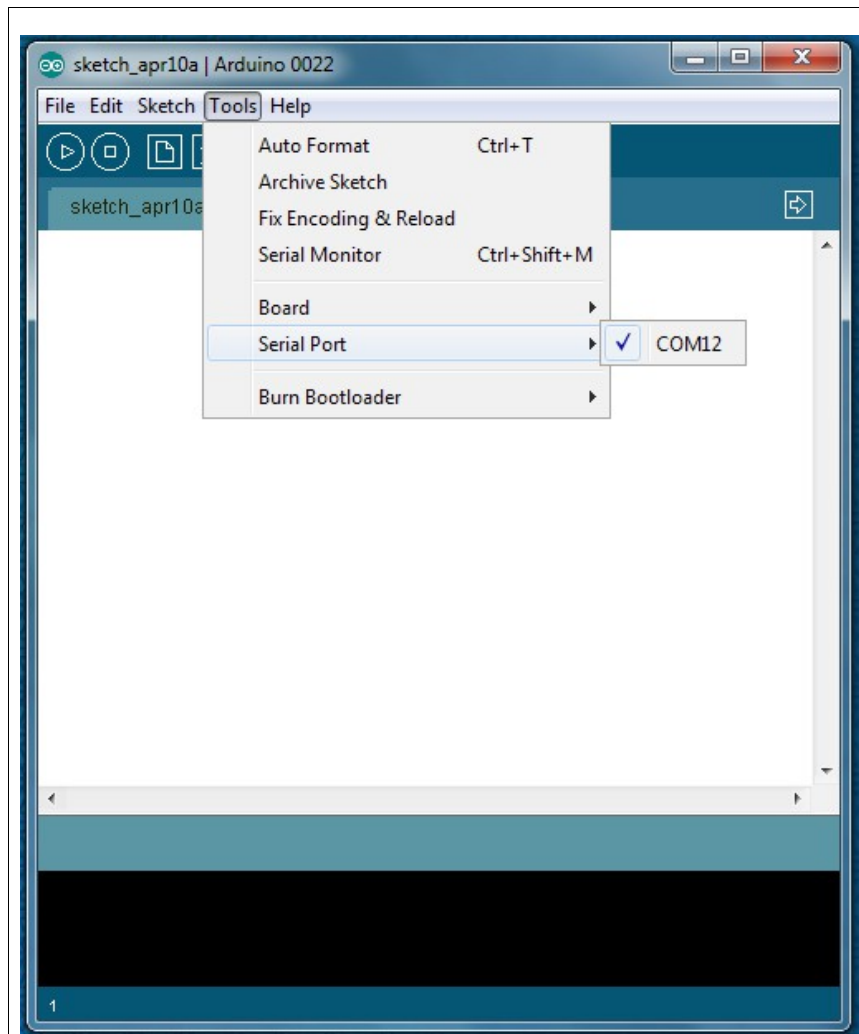 sketch_apr10a | Arduino 0022
File Edit Sketch Tools Help
Auto Format Ctrl+T
Archive Sketch
sketch_apr10a
Fix Encoding & Reload
Serial Monitor Ctrl+Shift+M
Board
Serial Port COM12
Burn Bootloader
1